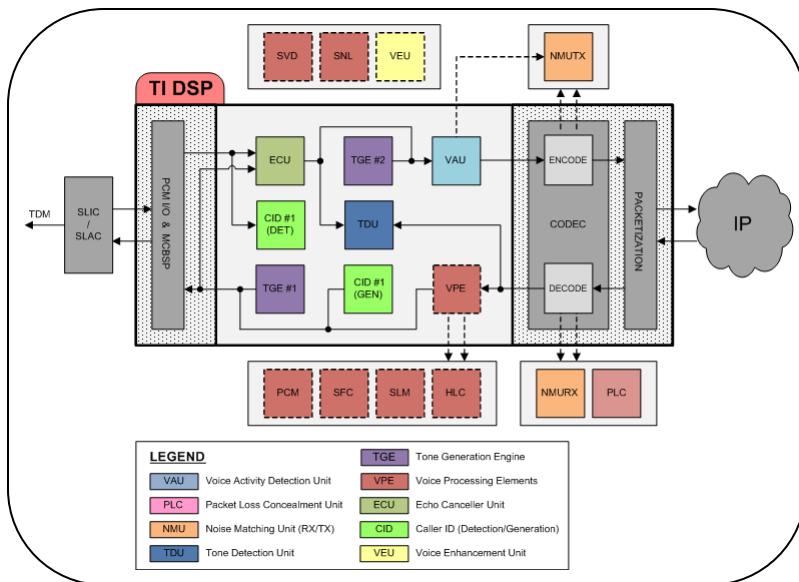 SVD
SNL
VEU
NMUTX
TI DSP
PCM I/O & MCBSP
ECU
TGE #2
VAU
ENCODE
TDM
SLIC /
SLAC
CID #1
(DET)
TDU
CODEC
PACKETIZATION
IP
TGE #1
CID #1
(GEN)
VPE
DECODE
PCM
SFC
SLM
HLC
NMURX
PLC
LEGEND
VAU Voice Activity Detection Unit
PLC Packet Loss Concealment Unit
NMU Noise Matching Unit (RX/TX)
TDU Tone Detection Unit
TGE Tone Generation Engine
VPE Voice Processing Elements
ECU Echo Canceller Unit
CID Caller ID (Detection/Generation)
VEU Voice Enhancement Unit